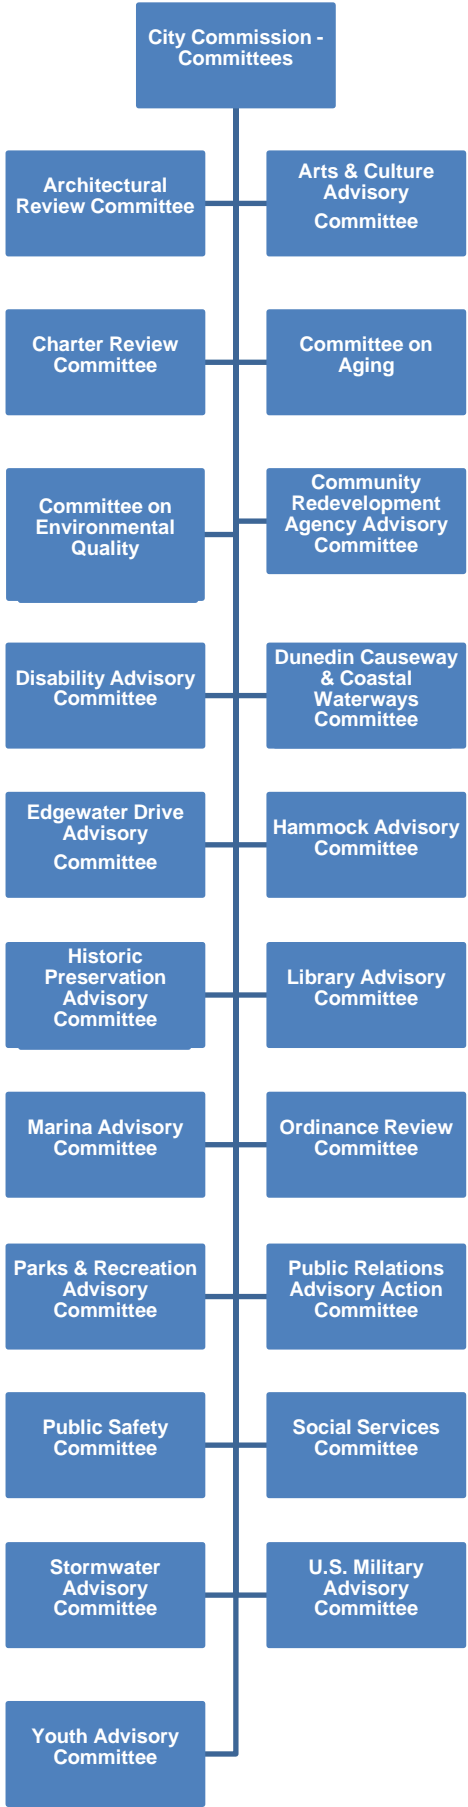 City Commission -
Committees
Architectural
Review Committee
Arts & Culture
Advisory
Committee
Charter Review
Committee
Committee on
Aging
Committee on
Environmental
Quality
Community
Redevelopment
Agency Advisory
Committee
Disability Advisory
Committee
Dunedin Causeway
& Coastal
Waterways
Committee
Edgewater Drive
Advisory
Committee
Hammock Advisory
Committee
Historic
Preservation
Advisory
Committee
Library Advisory
Committee
Marina Advisory
Committee
Ordinance Review
Committee
Parks & Recreation
Advisory
Committee
Public Relations
Advisory Action
Committee
Public Safety
Committee
Social Services
Committee
Stormwater
Advisory
Committee
U.S. Military
Advisory
Committee
Youth Advisory
Committee